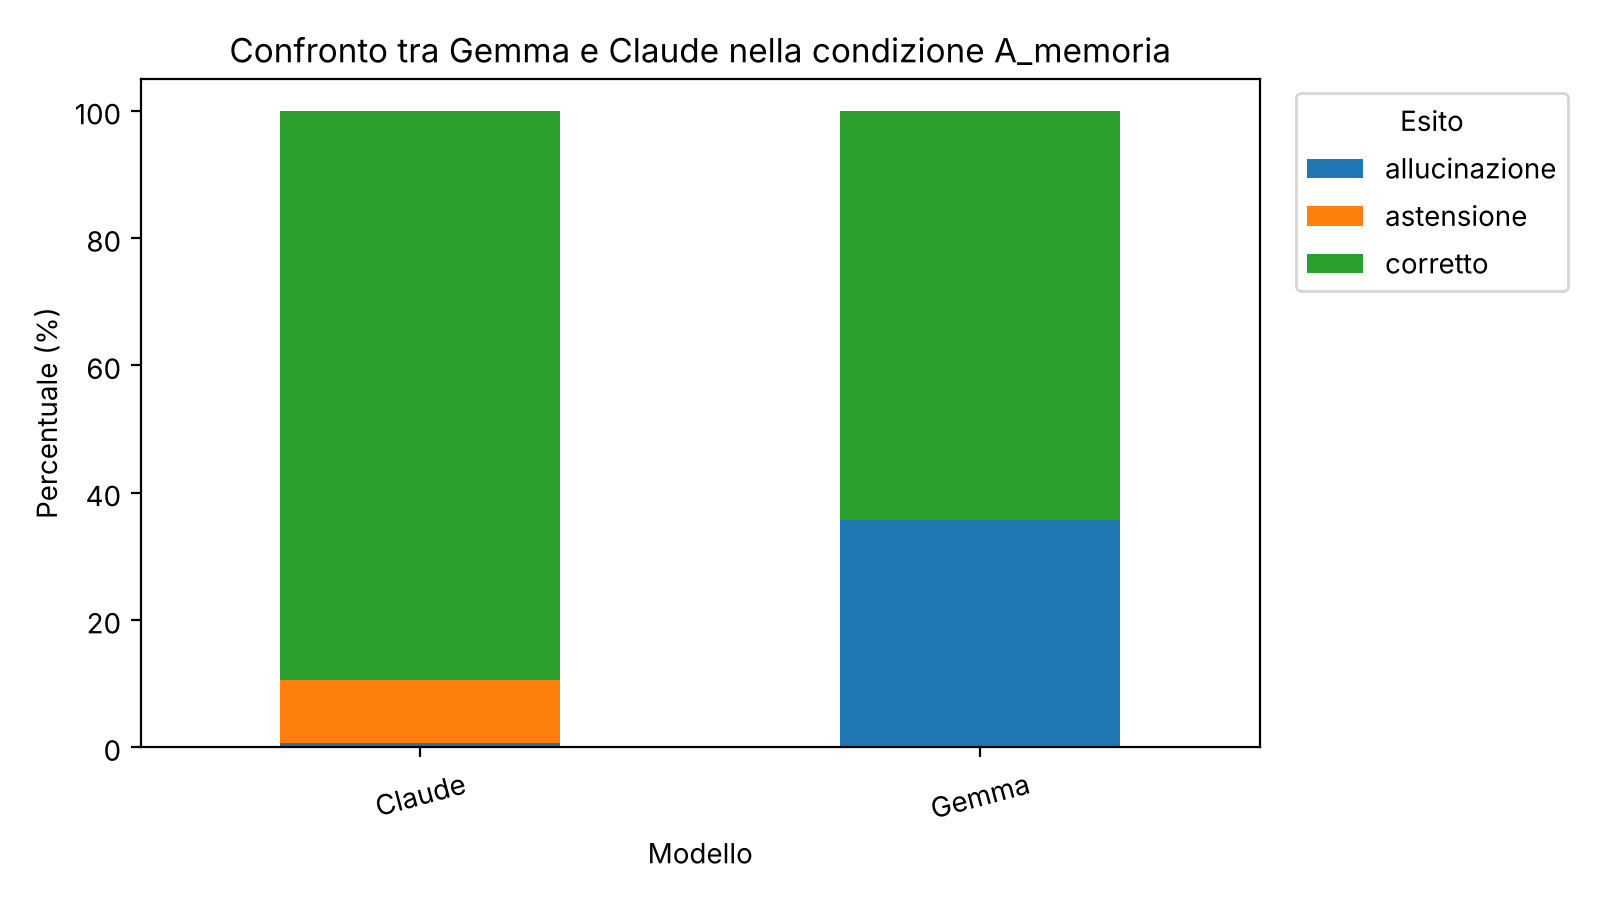 Confronto tra Gemma e Claude nella condizione A_memoria
Percentuale (%)
100
80
60
40
20
0
Claude
Gemma
Modello
Esito
allucinazione
astensione
corretto